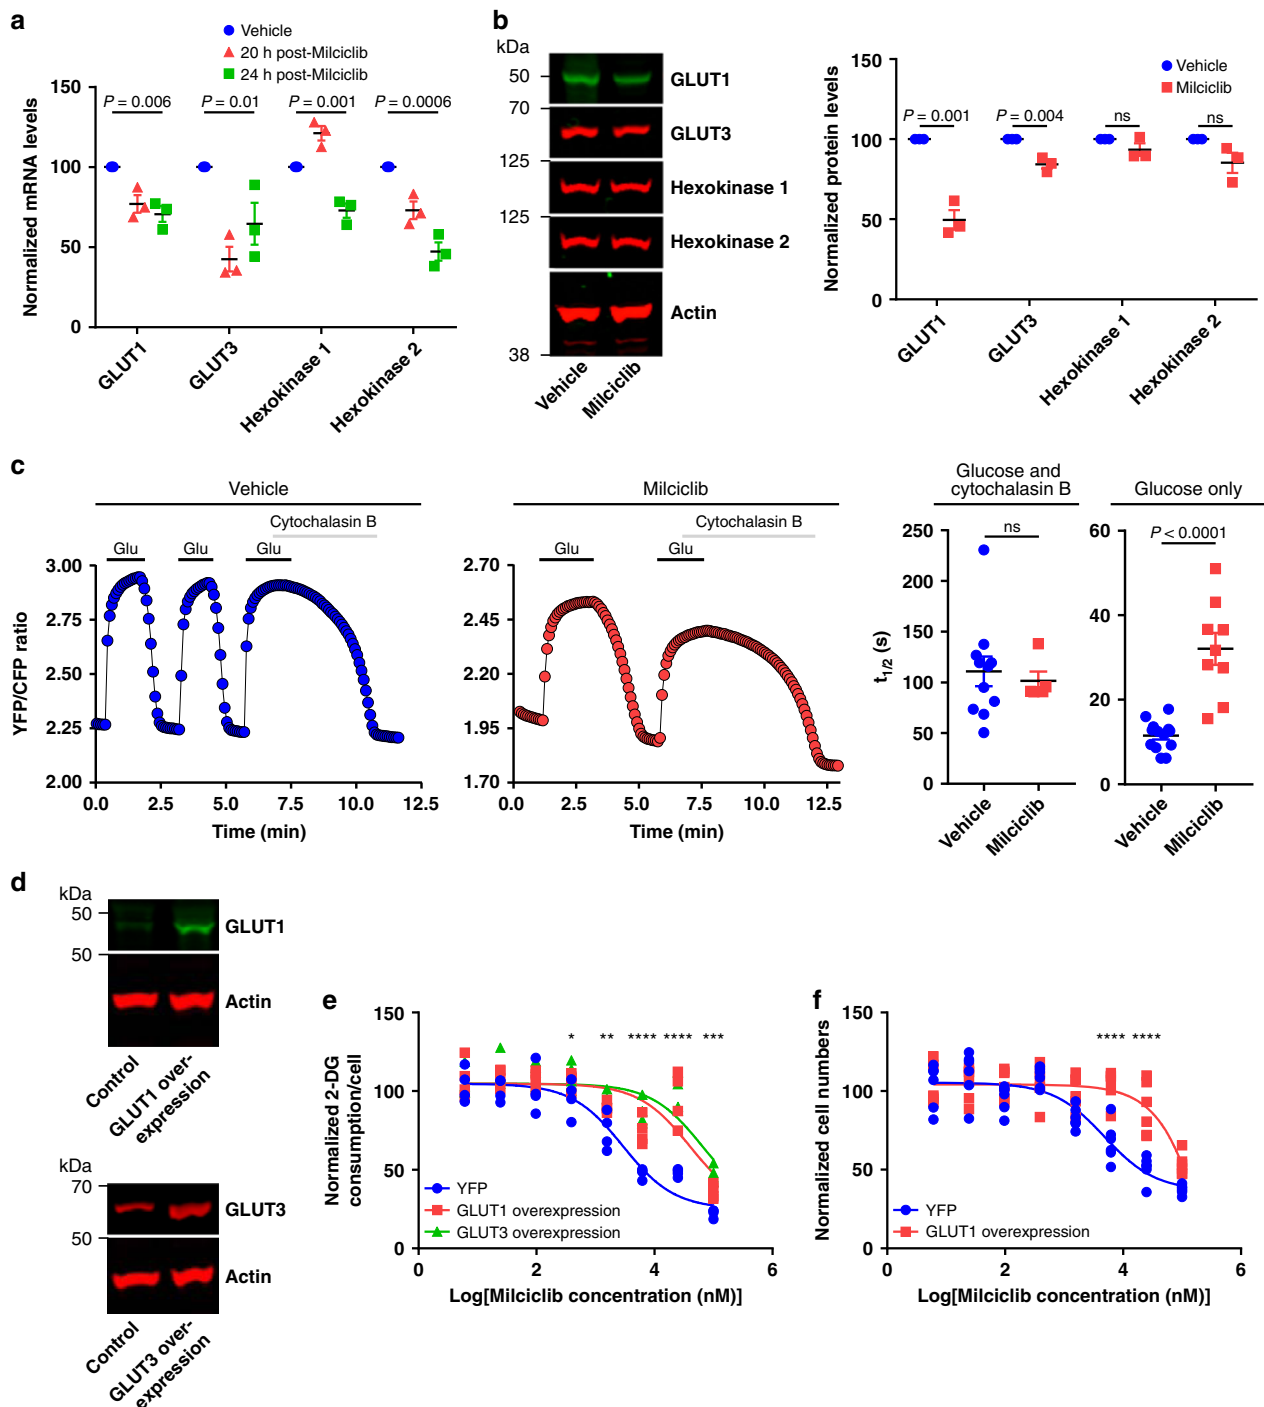 a
Vehicle
20 h post-Milciclib
24 h post-Milciclib
Normalized mRNA levels
150
100
50
0
P = 0.006
P = 0.01
P = 0.001
P = 0.0006
GLUT1
GLUT3
Hexokinase 1
Hexokinase 2
b
kDa
50
70
125
125
38
GLUT1
GLUT3
Hexokinase 1
Hexokinase 2
Actin
Vehicle
Milciclib
Vehicle
Milciclib
Normalized protein levels
150
100
50
0
P = 0.001
P = 0.004
ns
ns
GLUT1
GLUT3
Hexokinase 1
Hexokinase 2
c
Vehicle
Cytochalasin B
Glu
Glu
Glu
YFP/CFP ratio
3.00
2.75
2.50
2.25
2.00
0.0
2.5
5.0
7.5
10.0
12.5
Time (min)
Milciclib
Cytochalasin B
Glu
Glu
2.70
2.45
2.20
1.95
1.70
0.0
2.5
5.0
7.5
10.0
12.5
Time (min)
Glucose and
cytochalasin B
ns
t1/2 (s)
250
200
150
100
50
0
Vehicle
Milciclib
Glucose only
P < 0.0001
60
40
20
0
Vehicle
Milciclib
d
kDa
50
50
GLUT1
Actin
Control
GLUT1 over-
expression
kDa
70
50
GLUT3
Actin
Control
GLUT3 over-
expression
e
Normalized 2-DG
consumption/cell
150
100
50
0
* ** **** **** ***
YFP
GLUT1 overexpression
GLUT3 overexpression
0
2
4
6
Log[Milciclib concentration (nM)]
f
Normalized cell numbers
150
100
50
0
**** ****
YFP
GLUT1 overexpression
0
2
4
6
Log[Milciclib concentration (nM)]